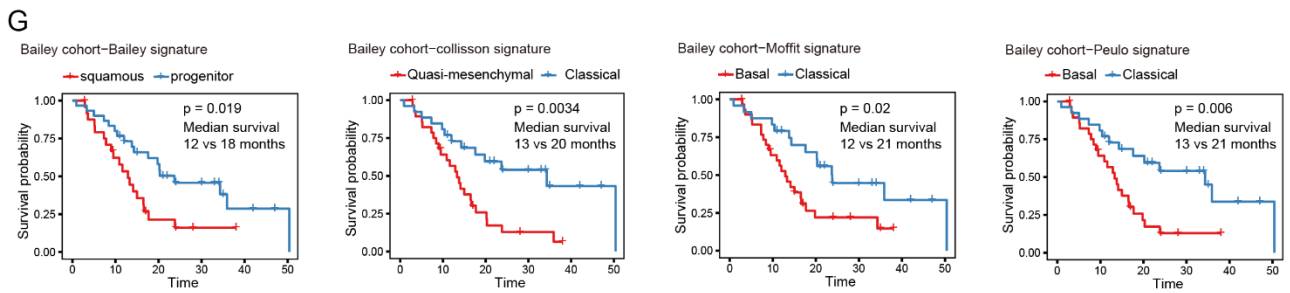 G
Bailey cohort−Bailey signature
squamous progenitor
p = 0.019
Median survival
12 vs 18 months
Survival probability
1.00
0.75
0.50
0.25
0.00
0 10 20 30 40 50
Time
Bailey cohort−collisson signature
Quasi-mesenchymal Classical
p = 0.0034
Median survival
13 vs 20 months
Survival probability
1.00
0.75
0.50
0.25
0.00
0 10 20 30 40 50
Time
Bailey cohort−Moffit signature
Basal Classical
p = 0.02
Median survival
12 vs 21 months
Survival probability
1.00
0.75
0.50
0.25
0.00
0 10 20 30 40 50
Time
Bailey cohort−Peulo signature
Basal Classical
p = 0.006
Median survival
13 vs 21 months
Survival probability
1.00
0.75
0.50
0.25
0.00
0 10 20 30 40 50
Time